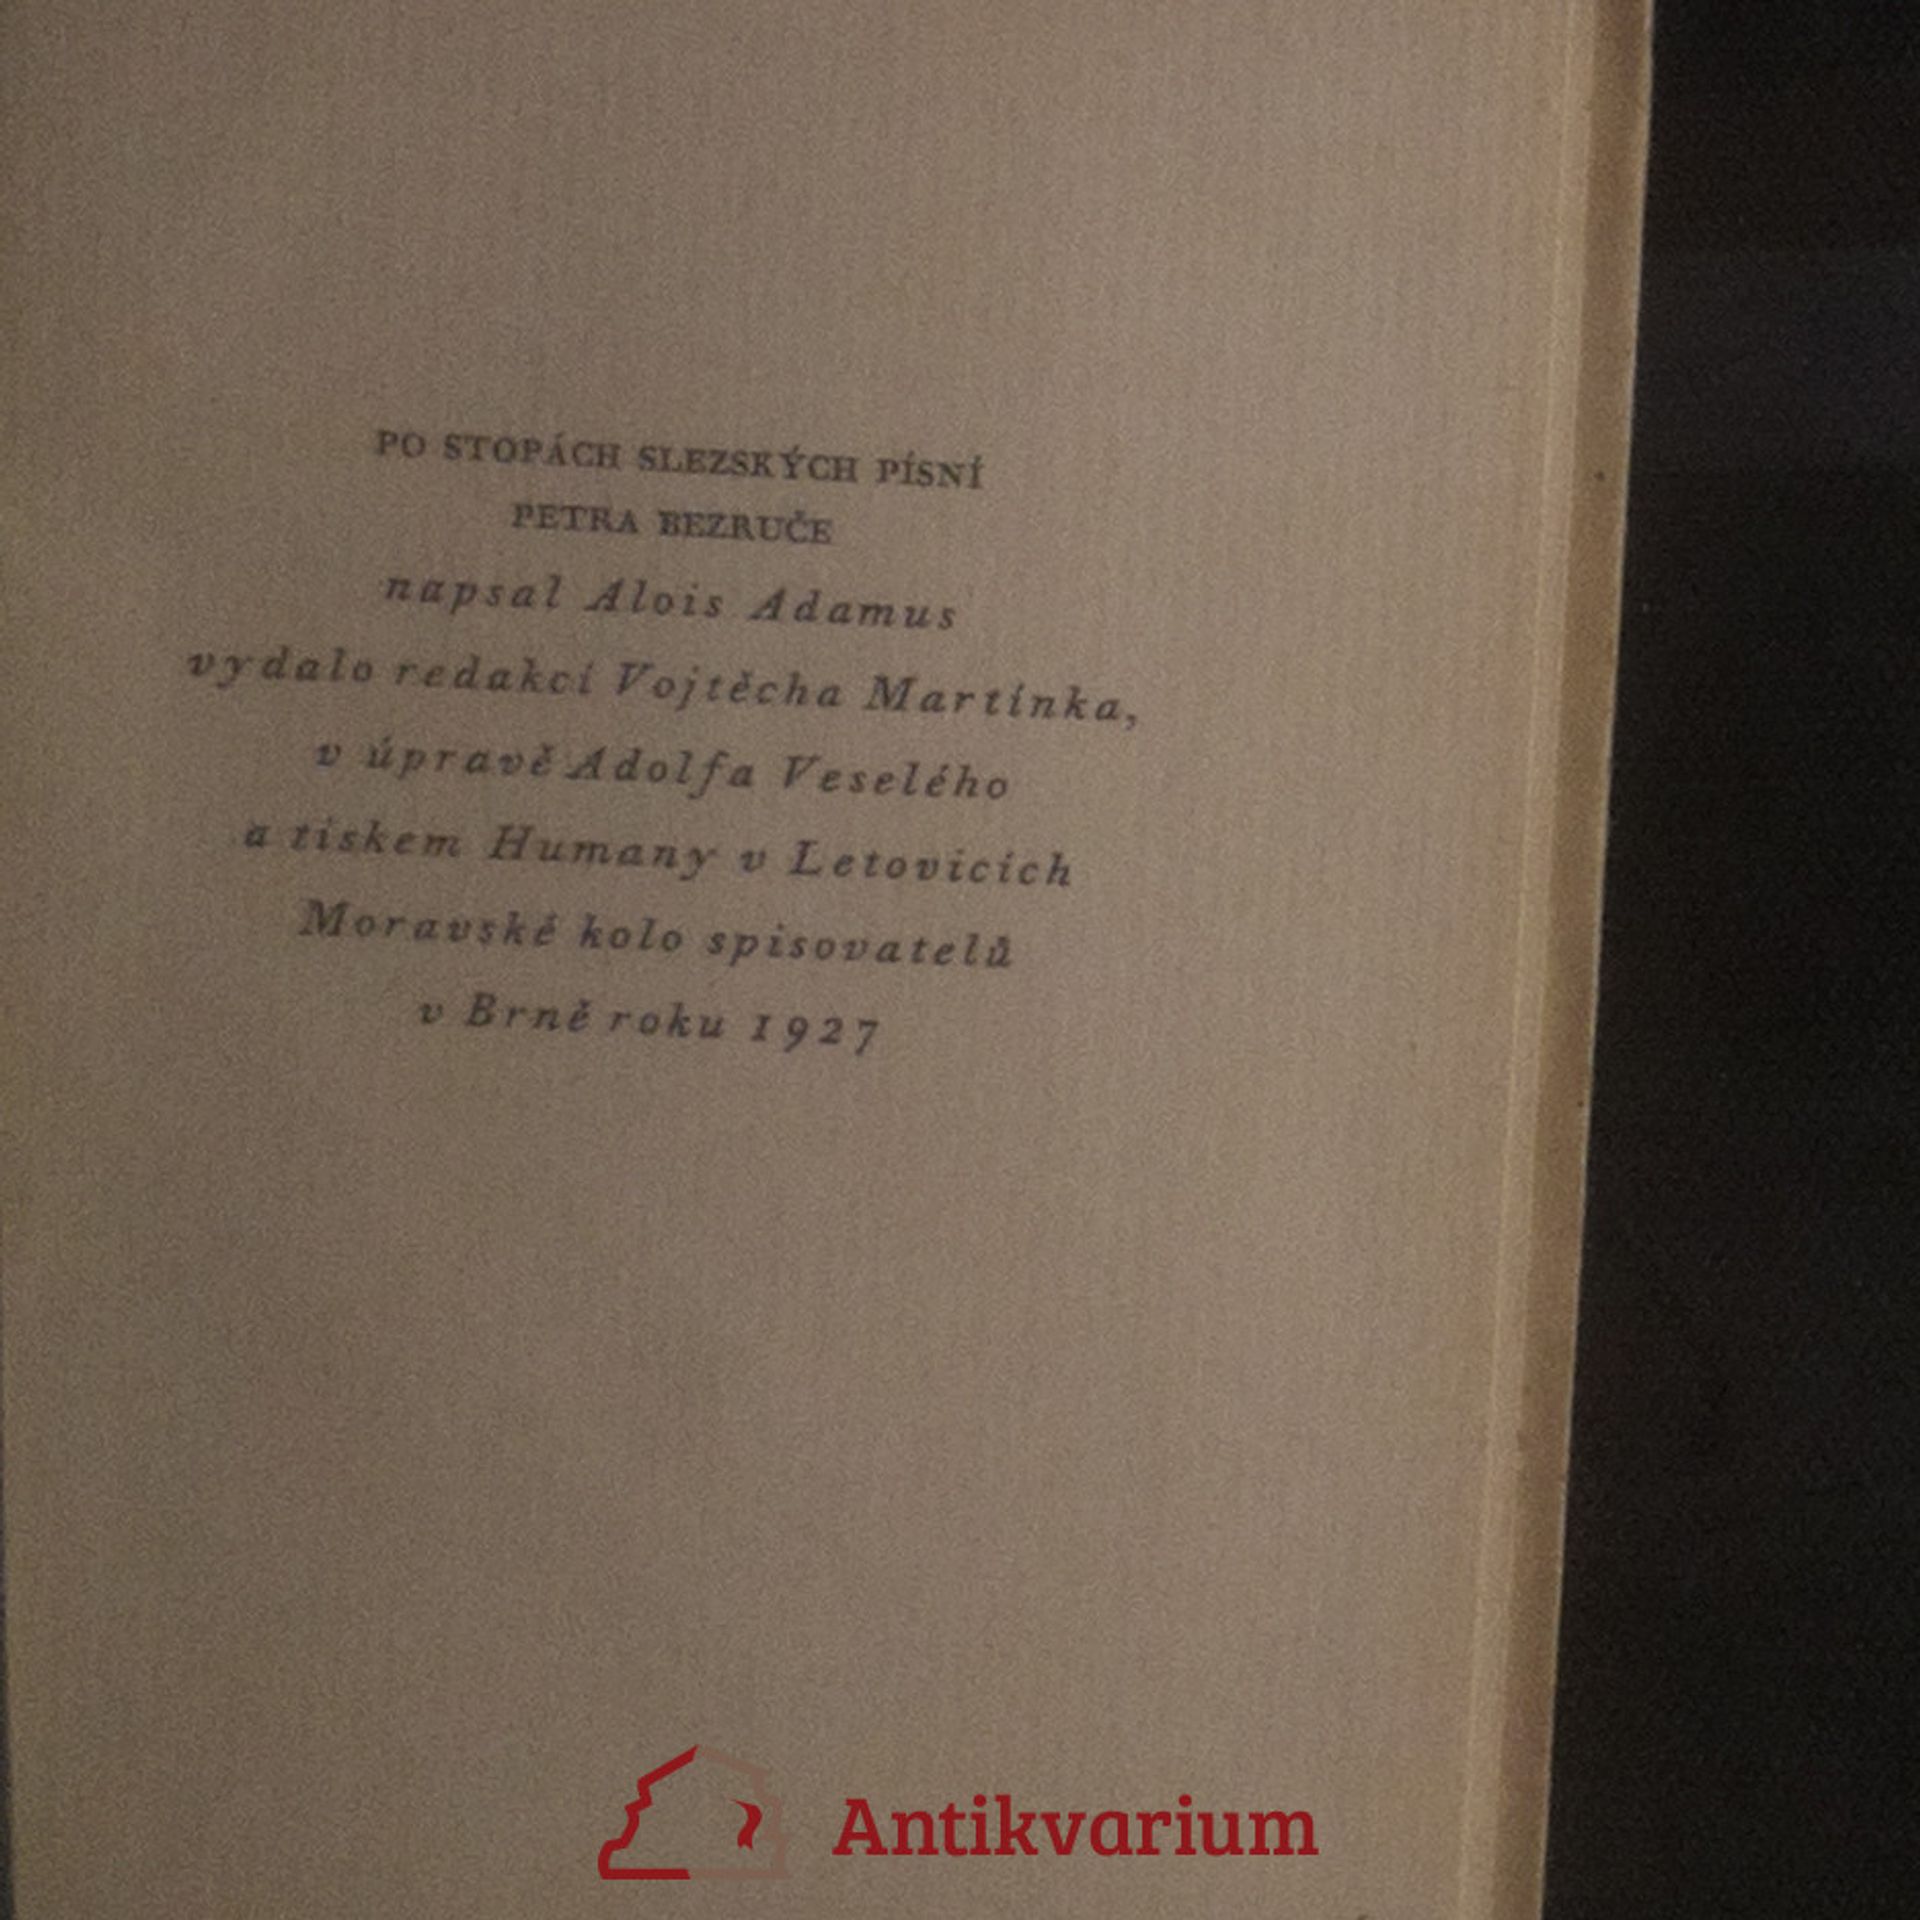 PO STOPÁCH SLEZSKÝCH PÍSNÍ
PETRA BEZRUČE
napsal Alois Adamus
vydalo redakcí Vojtěcha Martínka,
v úpravě Adolfa Veselého
a tiskem Humany v Letovicích
Moravské kolo spisovatelů
v Brně roku 1927
Antikvarium